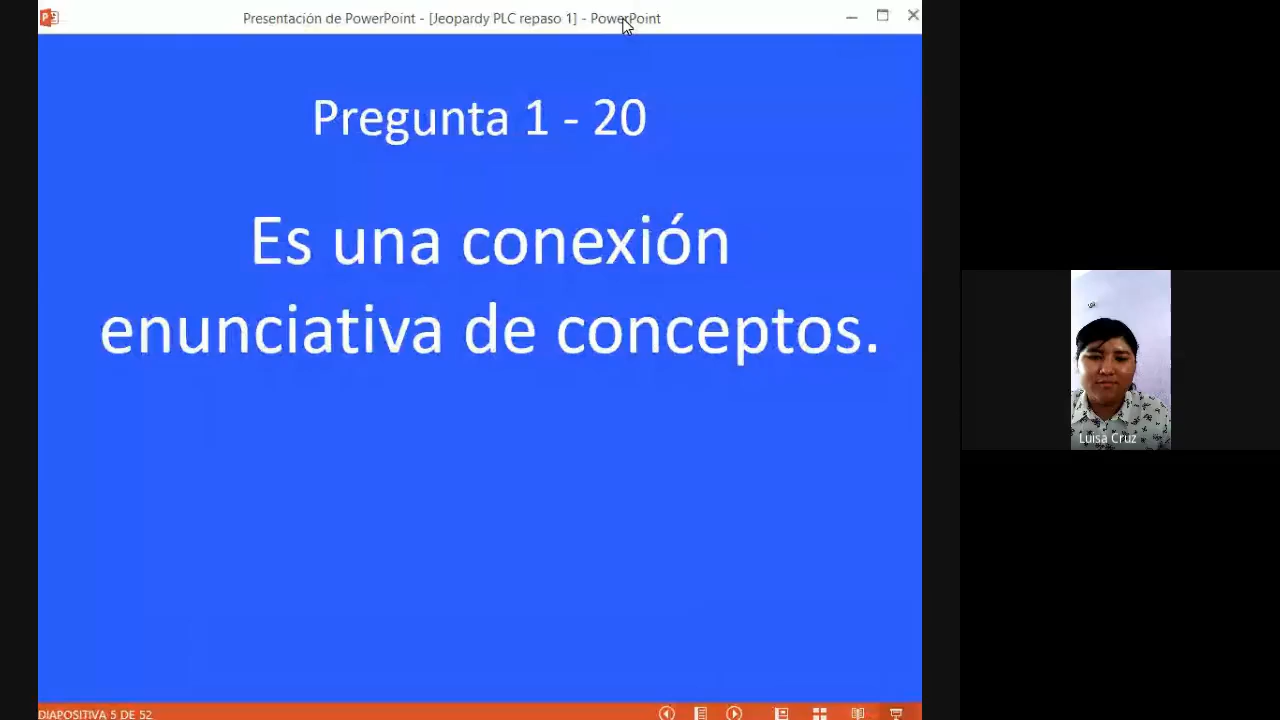 Presentación de PowerPoint - [Jeopardy PLC repaso 1] - PowerPoint
Pregunta 1 - 20
Es una conexión
enunciativa de conceptos.
Luisa Cruz
DIAPOSITIVA 5 DE 52